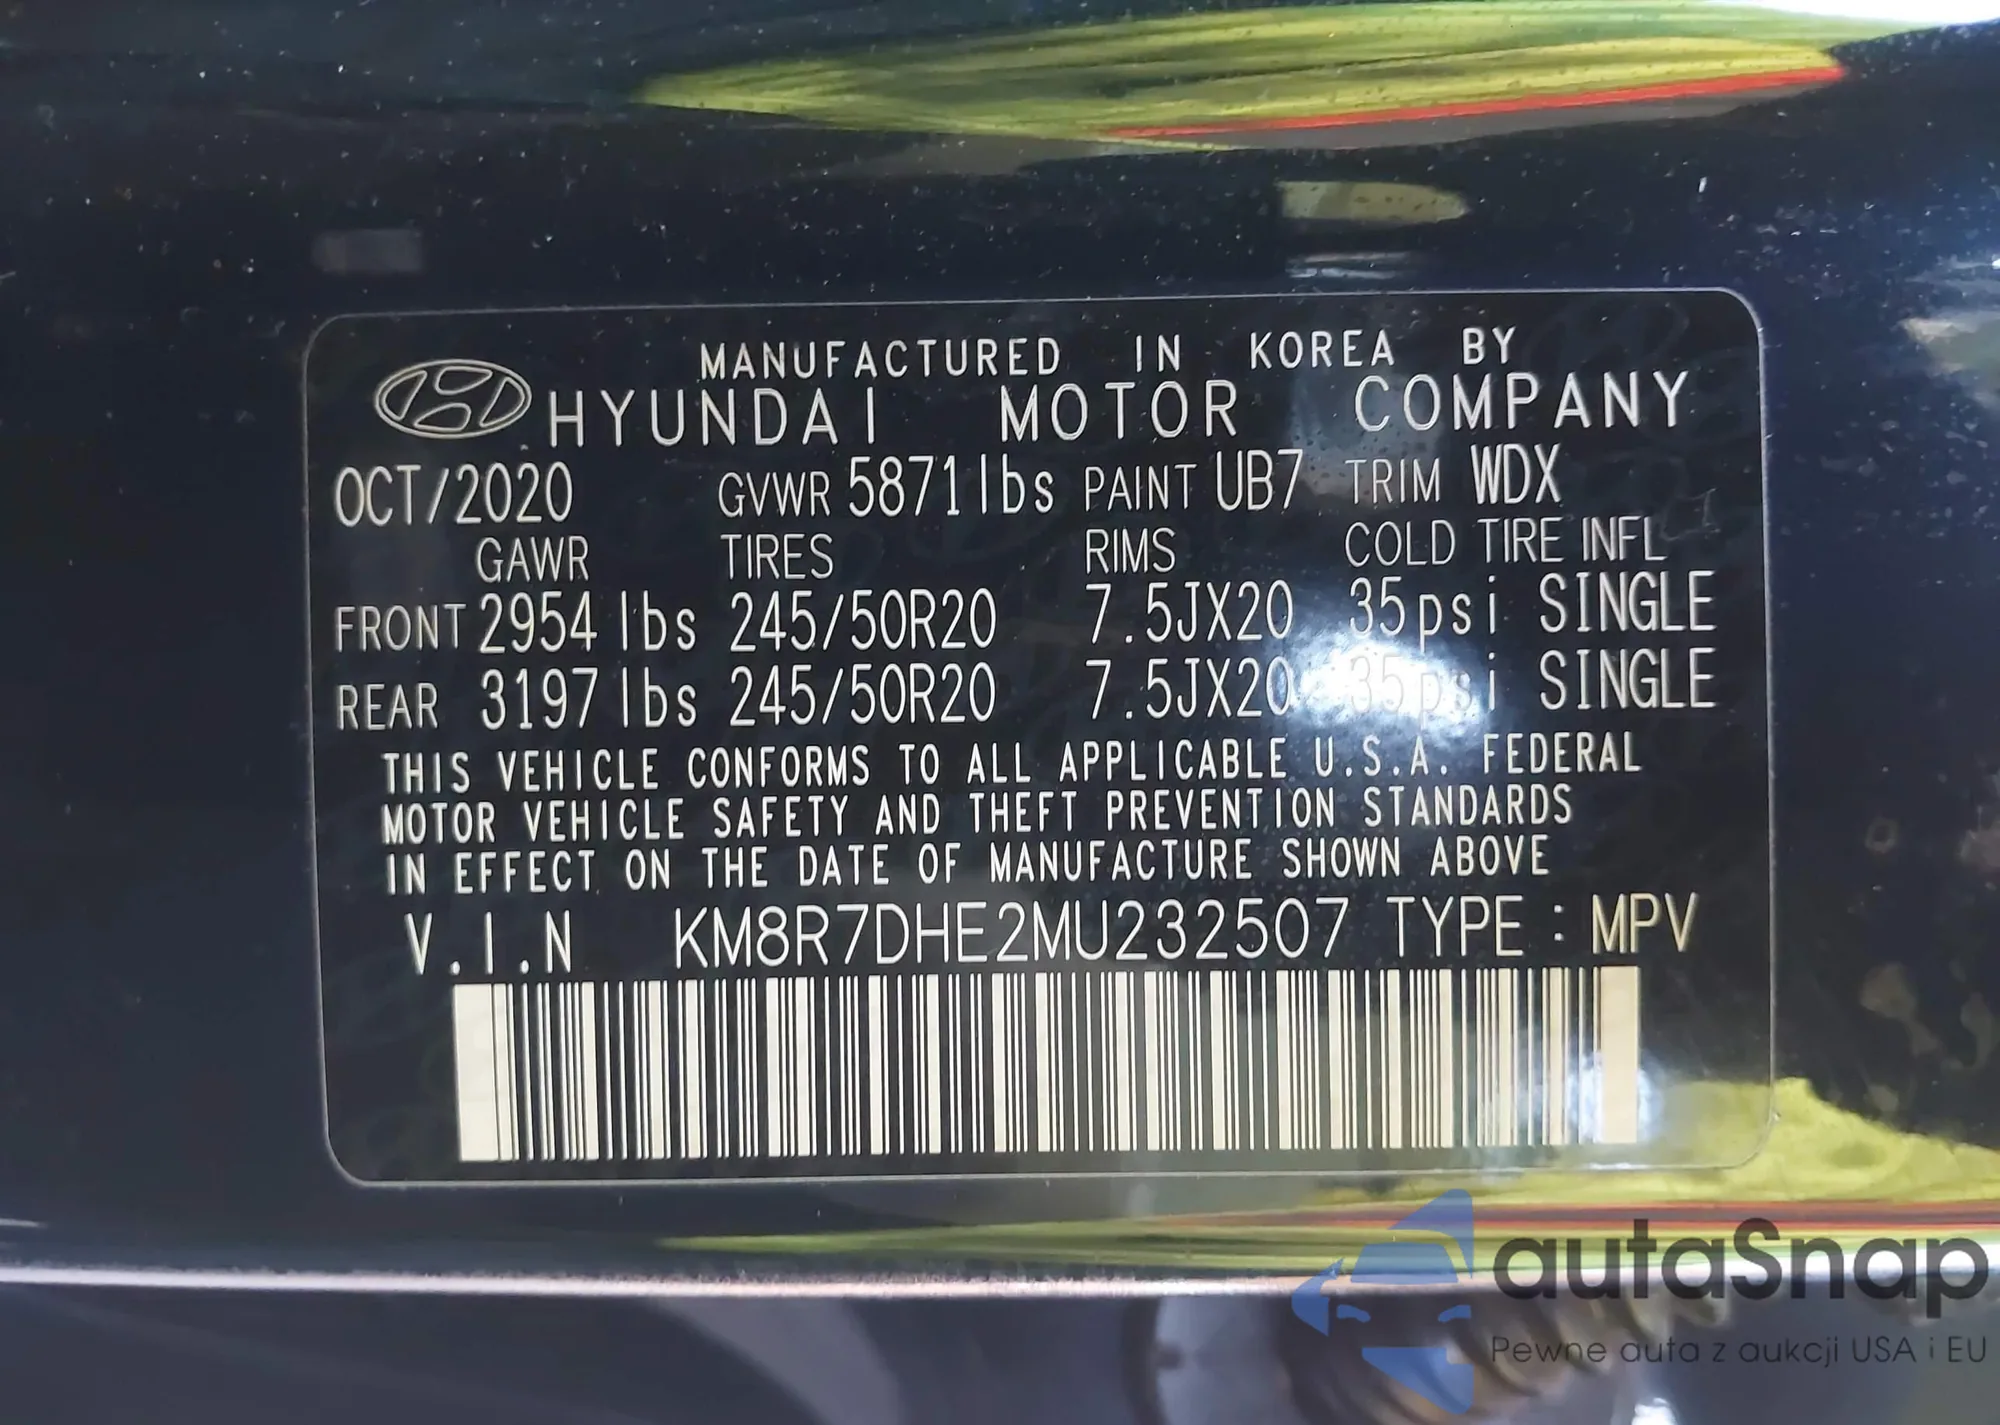 MANUFACTURED IN KOREA BY
HYUNDAI MOTOR COMPANY
OCT/2020 GVWR 5871lbs PAINT UB7 TRIM WDX
GAWR TIRES RIMS COLD TIRE INFL
FRONT 2954 lbs 245/50R20 7.5JX20 35psi SINGLE
REAR 3197 lbs 245/50R20 7.5JX20 35psi SINGLE
THIS VEHICLE CONFORMS TO ALL APPLICABLE U.S.A. FEDERAL
MOTOR VEHICLE SAFETY AND THEFT PREVENTION STANDARDS
IN EFFECT ON THE DATE OF MANUFACTURE SHOWN ABOVE
V.I.N KM8R7DHE2MU232507 TYPE : MPV
autaSnap
Pewne auta z aukcji USA i EU